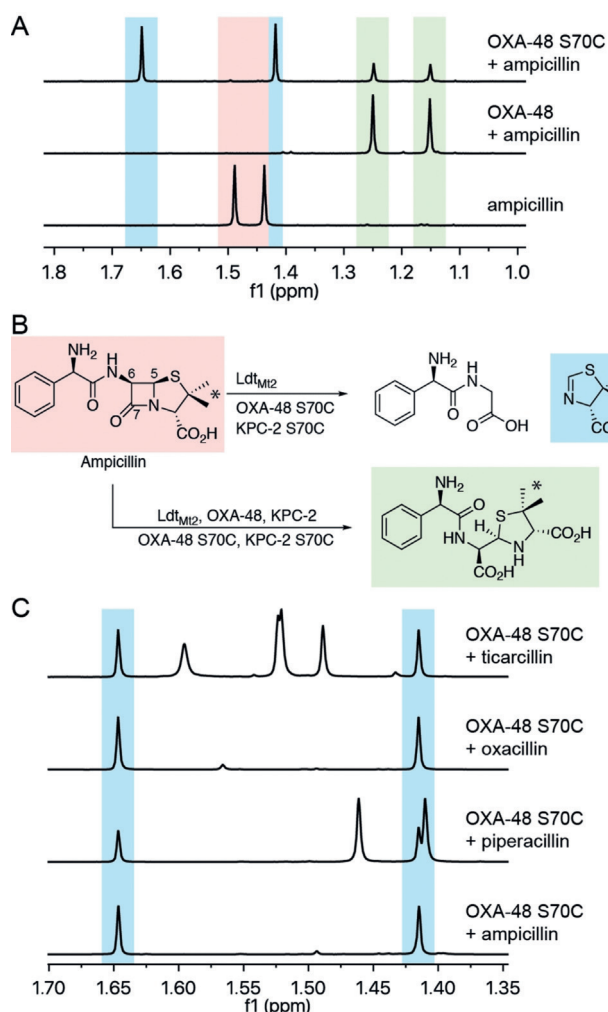 A
OXA-48 S70C
+ ampicillin
OXA-48
+ ampicillin
ampicillin
1.8 1.7 1.6 1.5 1.4 1.3 1.2 1.1 1.0
f1 (ppm)
B
NH2
H
N
O
6
5
H
S
*
O
7
N
CO2H
Ampicillin
LdtMt2
OXA-48 S70C
KPC-2 S70C
NH2
H
N
O
O
OH
S
N
CO
LdtMt2, OXA-48, KPC-2
OXA-48 S70C, KPC-2 S70C
NH2
O
HN
H
S
*
N
H
CO2H
CO2H
C
OXA-48 S70C
+ ticarcillin
OXA-48 S70C
+ oxacillin
OXA-48 S70C
+ piperacillin
OXA-48 S70C
+ ampicillin
1.70 1.65 1.60 1.55 1.50 1.45 1.40 1.35
f1 (ppm)